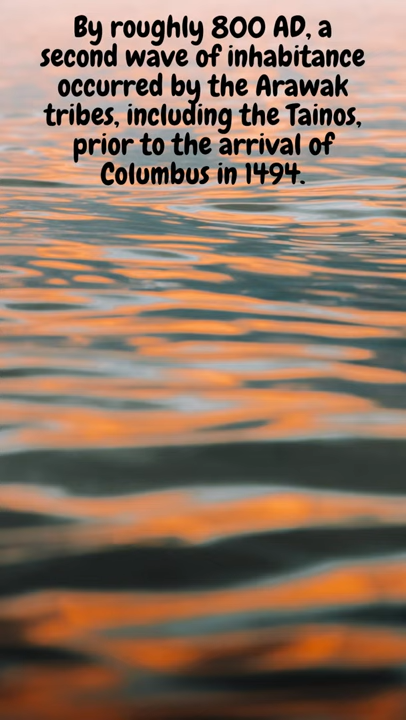 By roughly 800 AD, a
second wave of inhabitance
occurred by the Arawak
tribes, including the Tainos,
prior to the arrival of
Columbus in 1494.